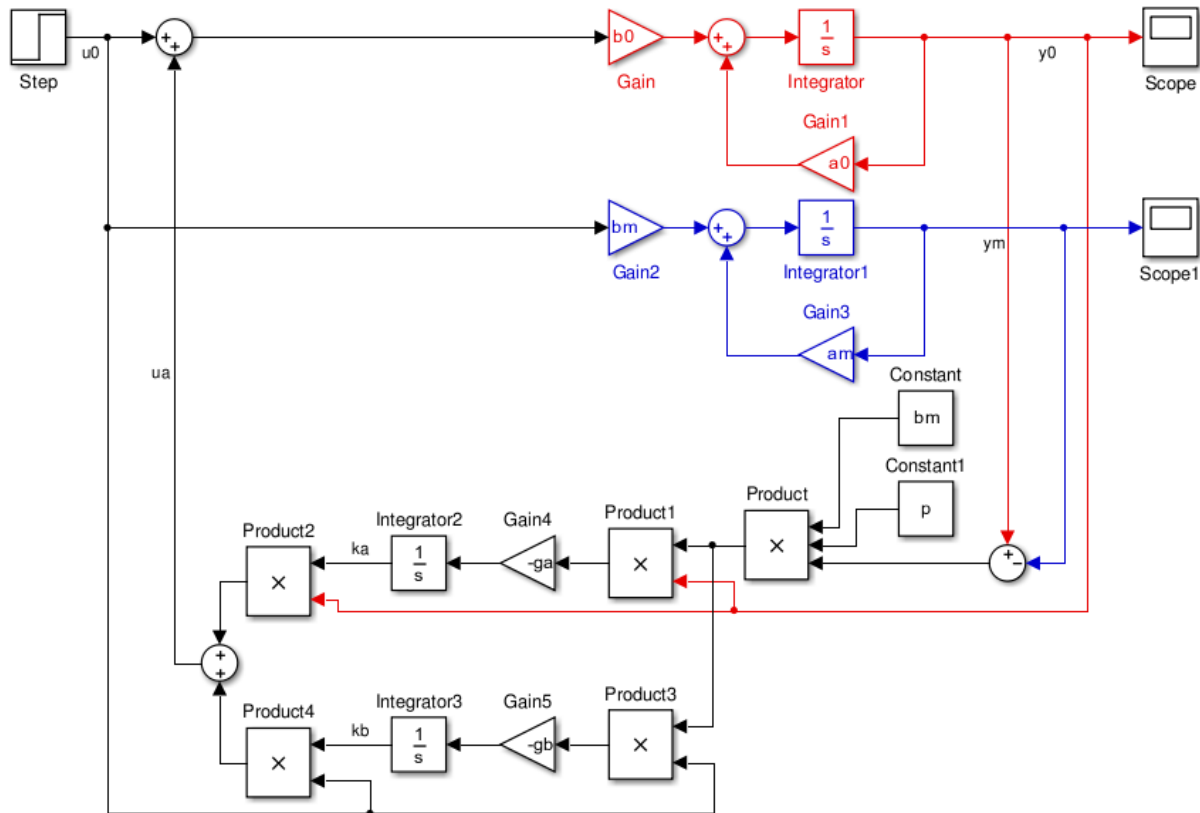 Step
u0
+
+
b0
Gain
+
+
1
s
Integrator
y0
Scope
Gain1
a0
bm
Gain2
+
+
1
s
Integrator1
ym
Scope1
Gain3
am
ua
Constant
bm
Constant1
p
Product
×
+
−
Product1
×
Gain4
-ga
Integrator2
1
s
ka
Product2
×
+
+
Product3
×
Gain5
-gb
Integrator3
1
s
kb
Product4
×